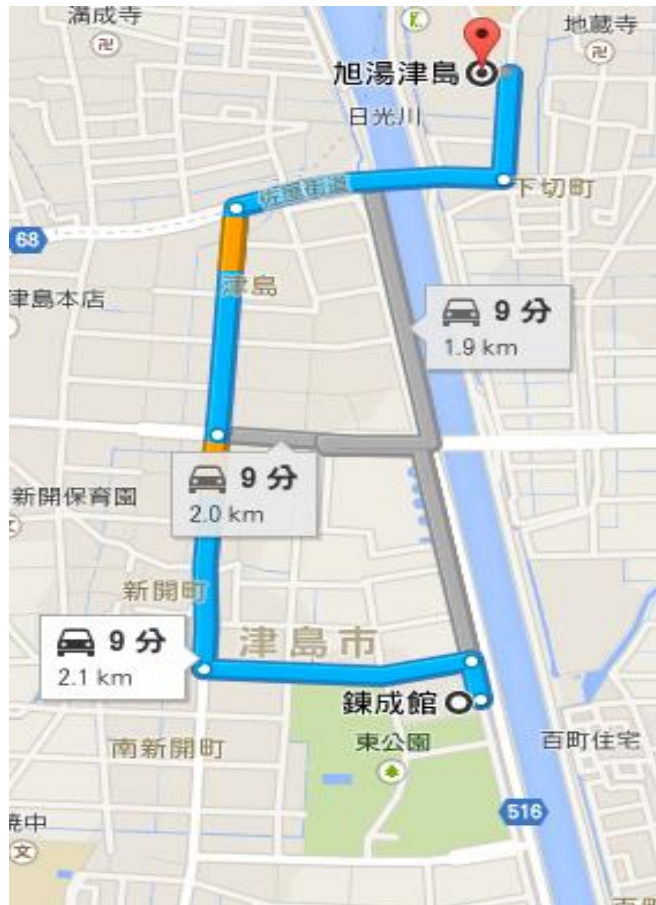 満成寺
卍
地蔵寺
卍
旭湯津島
日光川
下切町
68
津島
津島本店
9 分
1.9 km
9 分
2.0 km
新開保育園
新開町
津島市
9 分
2.1 km
錬成館
南新開町
東公園
百町住宅
516
文